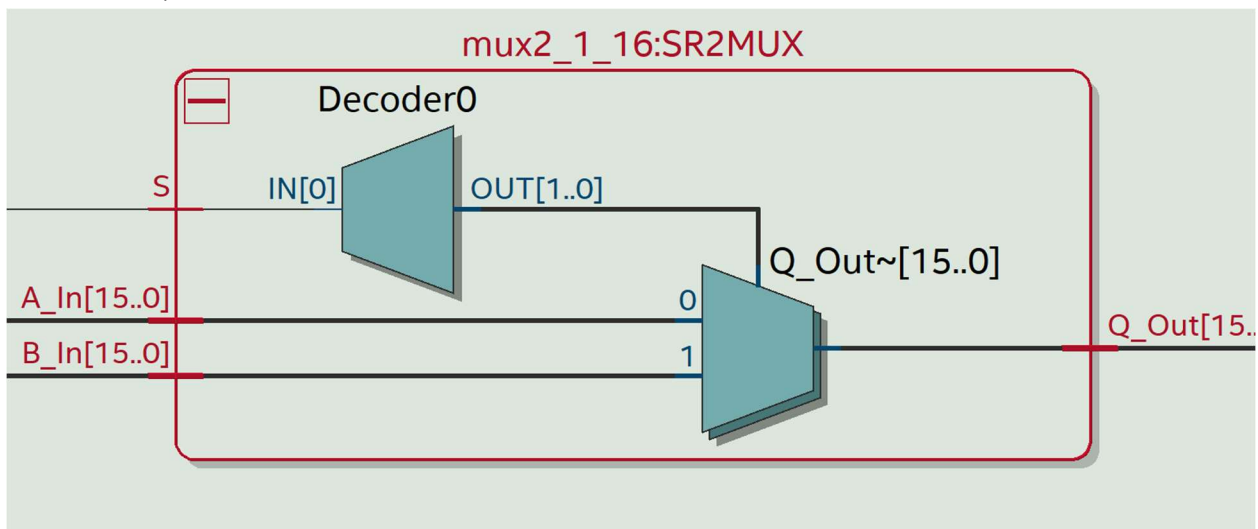 mux2_1_16:SR2MUX
Decoder0
S
IN[0]
OUT[1..0]
Q_Out~[15..0]
A_In[15..0]
0
Q_Out[15..
B_In[15..0]
1